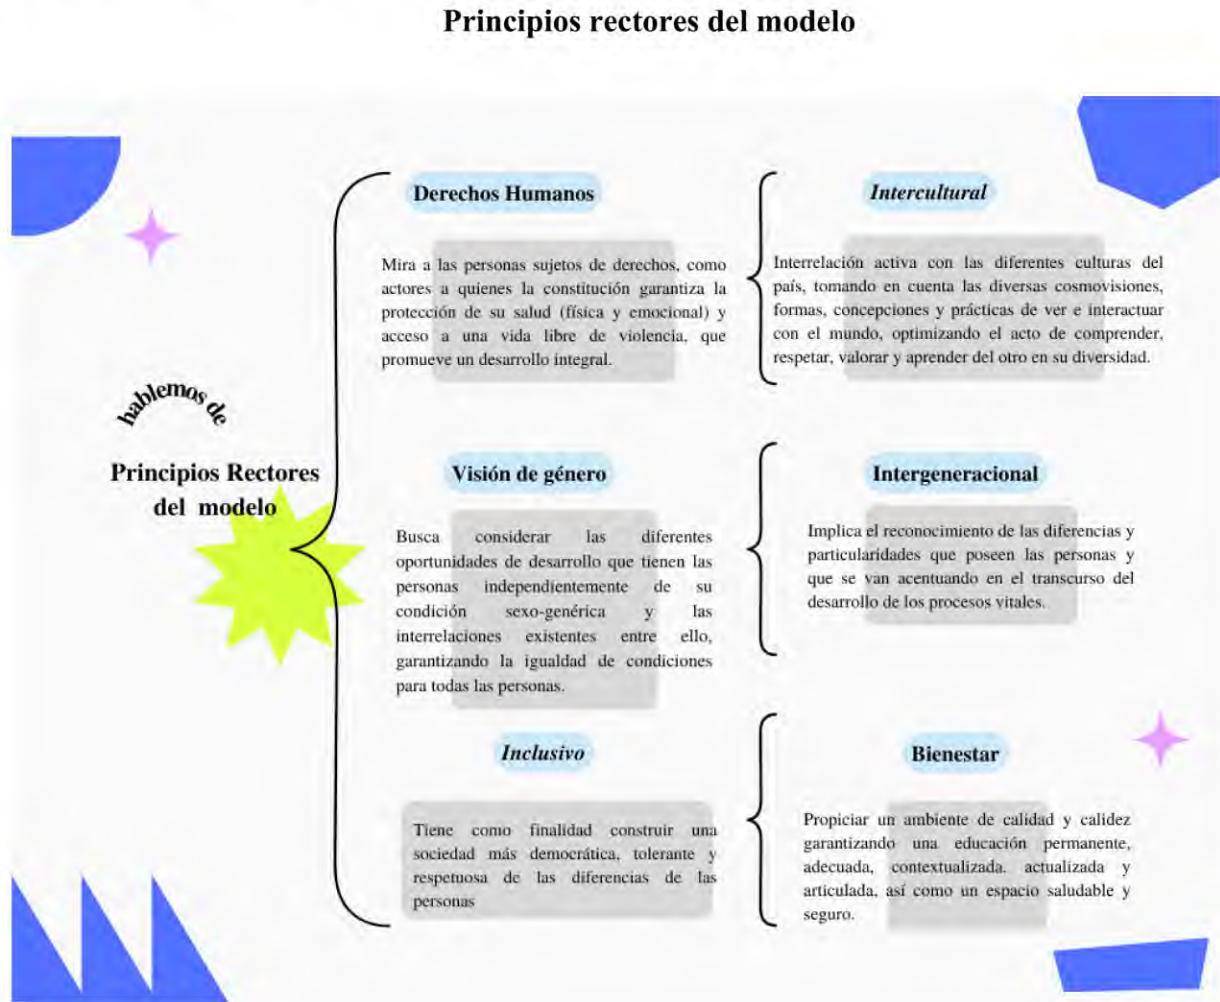 Principios rectores del modelo
hablemos de
Principios Rectores
del modelo
Derechos Humanos
Mira a las personas sujetos de derechos, como
actores a quienes la constitución garantiza la
protección de su salud (física y emocional) y
acceso a una vida libre de violencia, que
promueve un desarrollo integral.
Intercultural
Interrelación activa con las diferentes culturas del
país, tomando en cuenta las diversas cosmovisiones,
formas, concepciones y prácticas de ver e interactuar
con el mundo, optimizando el acto de comprender,
respetar, valorar y aprender del otro en su diversidad.
Visión de género
Busca considerar las diferentes
oportunidades de desarrollo que tienen las
personas independientemente de su
condición sexo-genérica y las
interrelaciones existentes entre ello,
garantizando la igualdad de condiciones
para todas las personas.
Intergeneracional
Implica el reconocimiento de las diferencias y
particularidades que poseen las personas y
que se van acentuando en el transcurso del
desarrollo de los procesos vitales.
Inclusivo
Tiene como finalidad construir una
sociedad más democrática, tolerante y
respetuosa de las diferencias de las
personas
Bienestar
Propiciar un ambiente de calidad y calidez
garantizando una educación permanente,
adecuada, contextualizada. actualizada y
articulada, así como un espacio saludable y
seguro.